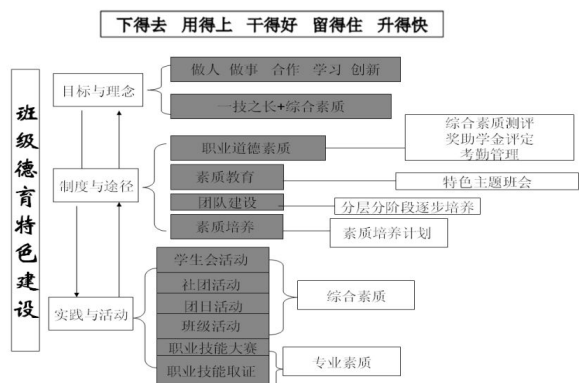 下得去 用得上 干得好 留得住 升得快
班级德育特色建设
目标与理念
做人 做事 合作 学习 创新
一技之长+综合素质
制度与途径
职业道德素质
综合素质测评
奖助学金评定
考勤管理
素质教育
特色主题班会
团队建设
分层分阶段逐步培养
素质培养
素质培养计划
实践与活动
学生会活动
社团活动
团日活动
班级活动
综合素质
职业技能大赛
职业技能取证
专业素质